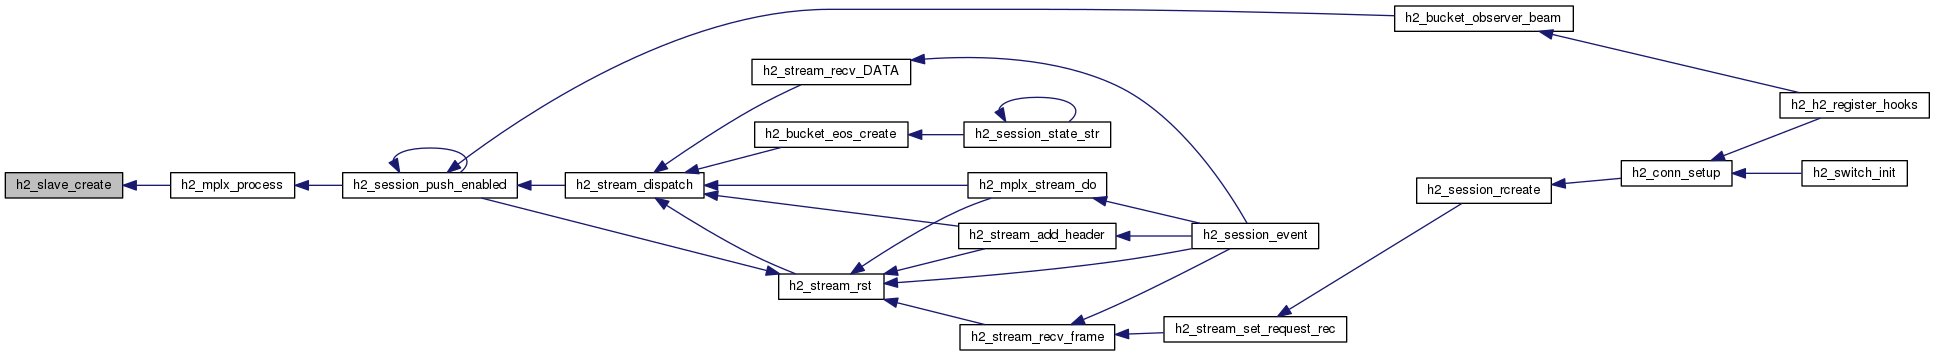 h2_bucket_observer_beam
h2_stream_recv_DATA
h2_h2_register_hooks
h2_bucket_eos_create
h2_session_state_str
h2_slave_create
h2_mplx_process
h2_session_push_enabled
h2_stream_dispatch
h2_mplx_stream_do
h2_session_rcreate
h2_conn_setup
h2_switch_init
h2_stream_add_header
h2_session_event
h2_stream_rst
h2_stream_recv_frame
h2_stream_set_request_rec